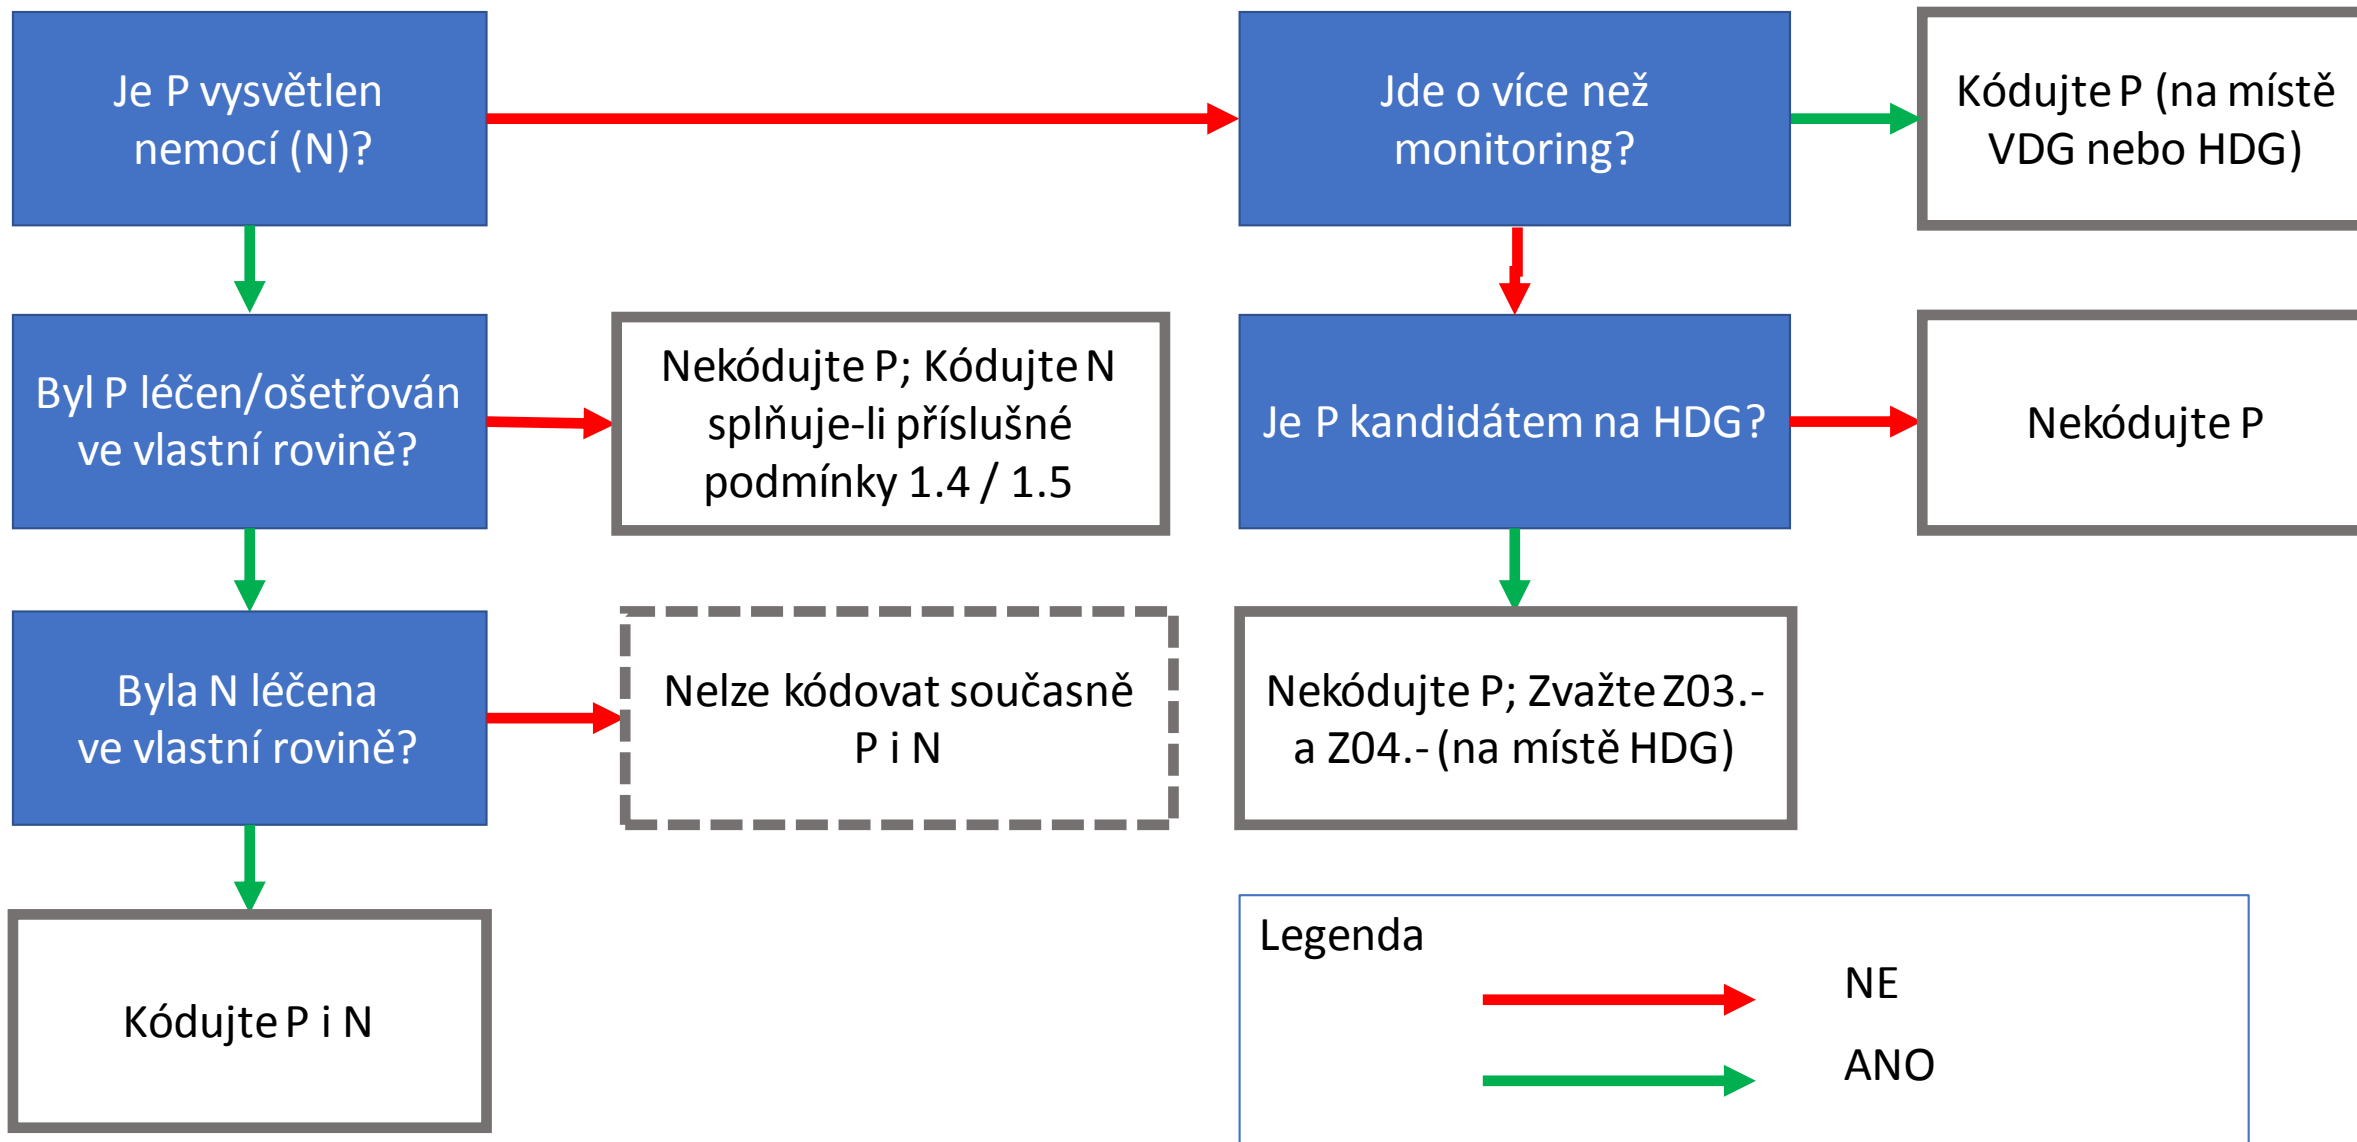 Je P vysvětlen
nemocí (N)?
Jde o více než
monitoring?
Kódujte P (na místě
VDG nebo HDG)
Byl P léčen/ošetřován
ve vlastní rovině?
Nekódujte P; Kódujte N
splňuje-li příslušné
podmínky 1.4 / 1.5
Je P kandidátem na HDG?
Nekódujte P
Byla N léčena
ve vlastní rovině?
Nelze kódovat současně
P i N
Nekódujte P; Zvažte Z03.-
a Z04.- (na místě HDG)
Kódujte P i N
Legenda
NE
ANO